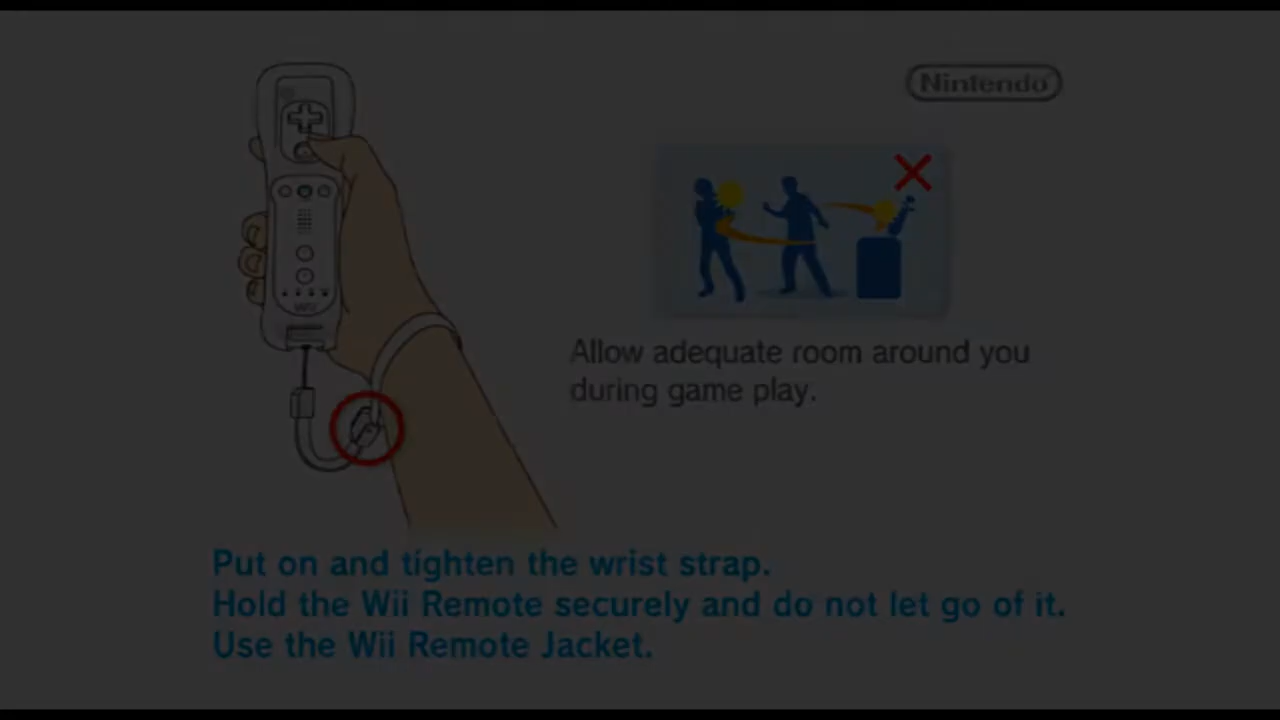 Nintendo
Wii
Allow adequate room around you
during game play.
Put on and tighten the wrist strap.
Hold the Wii Remote securely and do not let go of it.
Use the Wii Remote Jacket.